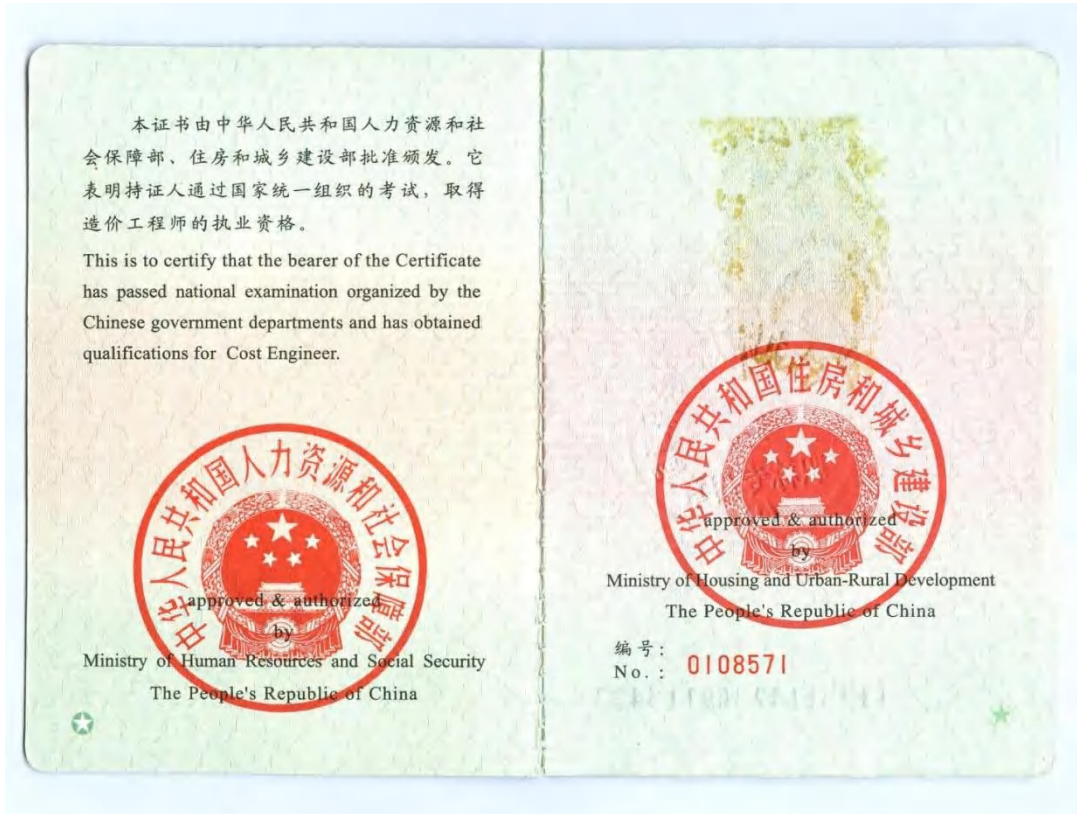 本证书由中华人民共和国人力资源和社
会保障部、住房和城乡建设部批准颁发。它
表明持证人通过国家统一组织的考试，取得
造价工程师的执业资格。
This is to certify that the bearer of the Certificate
has passed national examination organized by the
Chinese government departments and has obtained
qualifications for Cost Engineer.
中华人民共和国人力资源和社会保障部
approved & authorized
by
Ministry of Human Resources and Social Security
The People's Republic of China
中华人民共和国住房和城乡建设部
approved & authorized
by
Ministry of Housing and Urban-Rural Development
The People's Republic of China
编号：
No.： 0108571